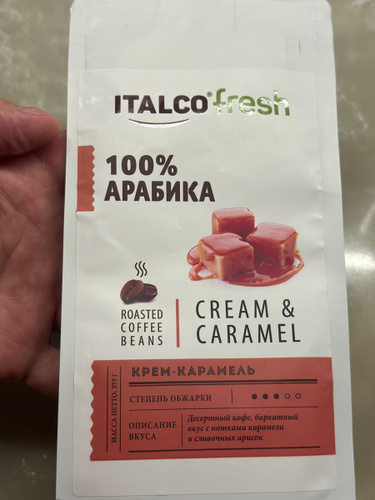 ITALCO® fresh
100%
АРАБИКА
ROASTED
COFFEE
BEANS
CREAM &
CARAMEL
МАССА НЕТТО: 375 Г
КРЕМ-КАРАМЕЛЬ
СТЕПЕНЬ ОБЖАРКИ
ОПИСАНИЕ
ВКУСА
Десертный кофе, бархатный
вкус с нотками карамели
и сливочных ирисок